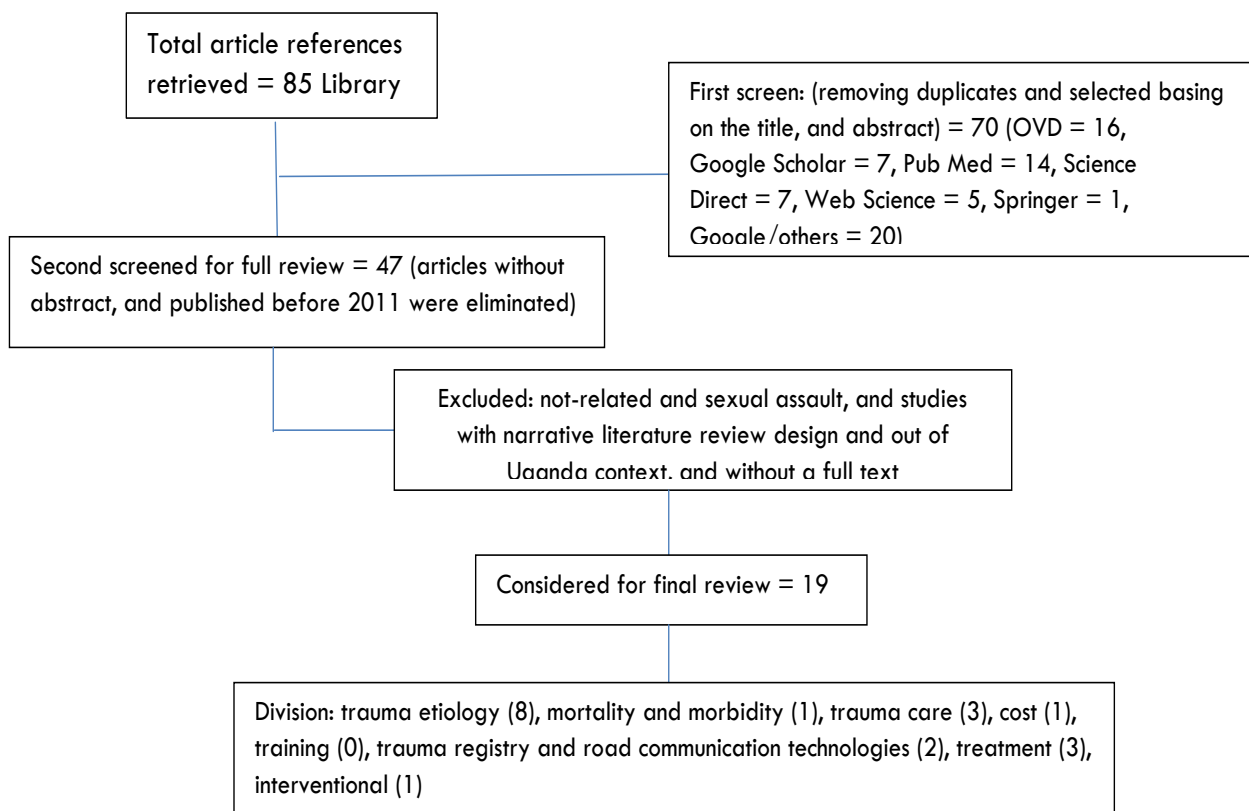 Total article references
retrieved = 85 Library
First screen: (removing duplicates and selected basing
on the title, and abstract) = 70 (OVD = 16,
Google Scholar = 7, Pub Med = 14, Science
Direct = 7, Web Science = 5, Springer = 1,
Google/others = 20)
Second screened for full review = 47 (articles without
abstract, and published before 2011 were eliminated)
Excluded: not-related and sexual assault, and studies
with narrative literature review design and out of
Uganda context, and without a full text
Considered for final review = 19
Division: trauma etiology (8), mortality and morbidity (1), trauma care (3), cost (1),
training (0), trauma registry and road communication technologies (2), treatment (3),
interventional (1)